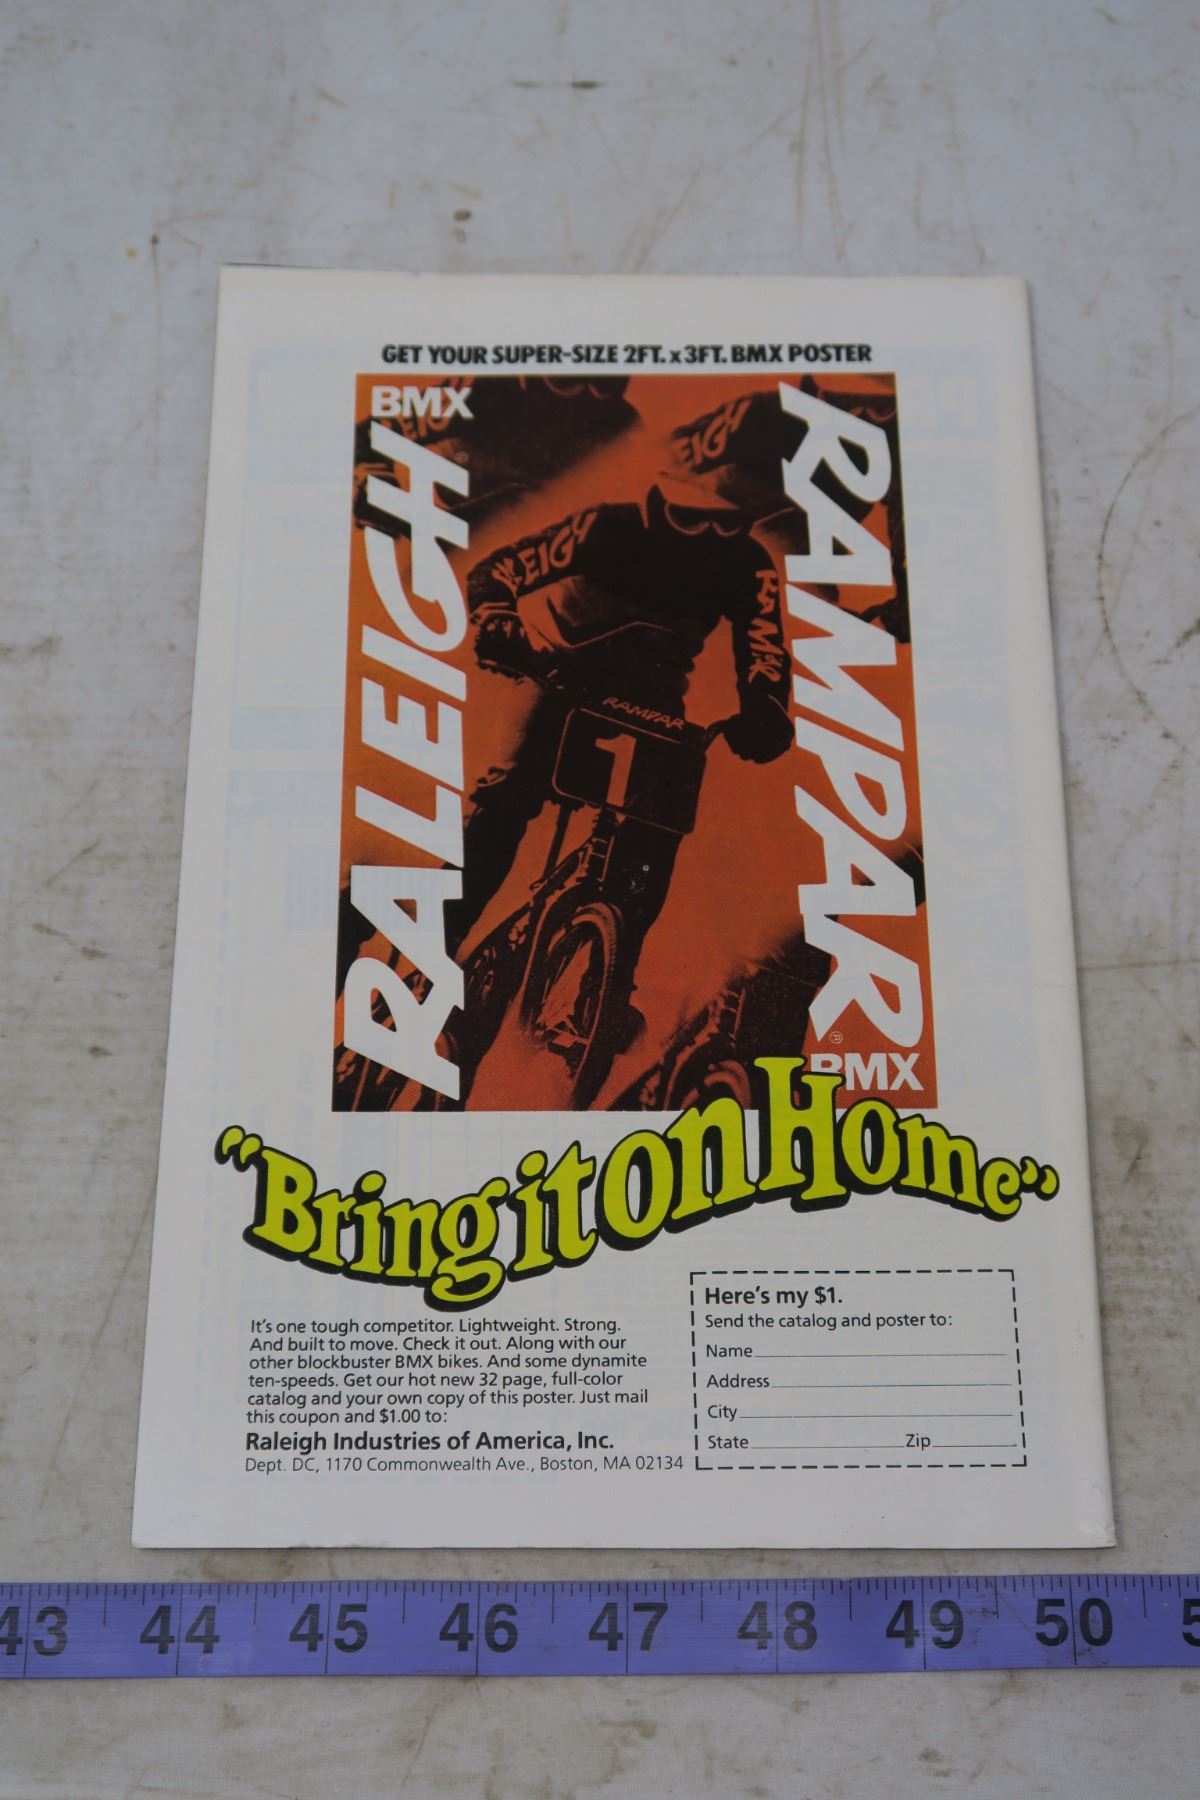 GET YOUR SUPER-SIZE 2FT. x 3FT. BMX POSTER
BMX
RALEIGH®
RAMPAR®
BMX
EIGH
EIGH
RAMPAR
RAMPAR
1
"Bring it on Home"
It's one tough competitor. Lightweight. Strong.
And built to move. Check it out. Along with our
other blockbuster BMX bikes. And some dynamite
ten-speeds. Get our hot new 32 page, full-color
catalog and your own copy of this poster. Just mail
this coupon and $1.00 to:
Raleigh Industries of America, Inc.
Dept. DC, 1170 Commonwealth Ave., Boston, MA 02134
Here's my $1.
Send the catalog and poster to:
Name
Address
City
State Zip
43 44 45 46 47 48 49 50 5